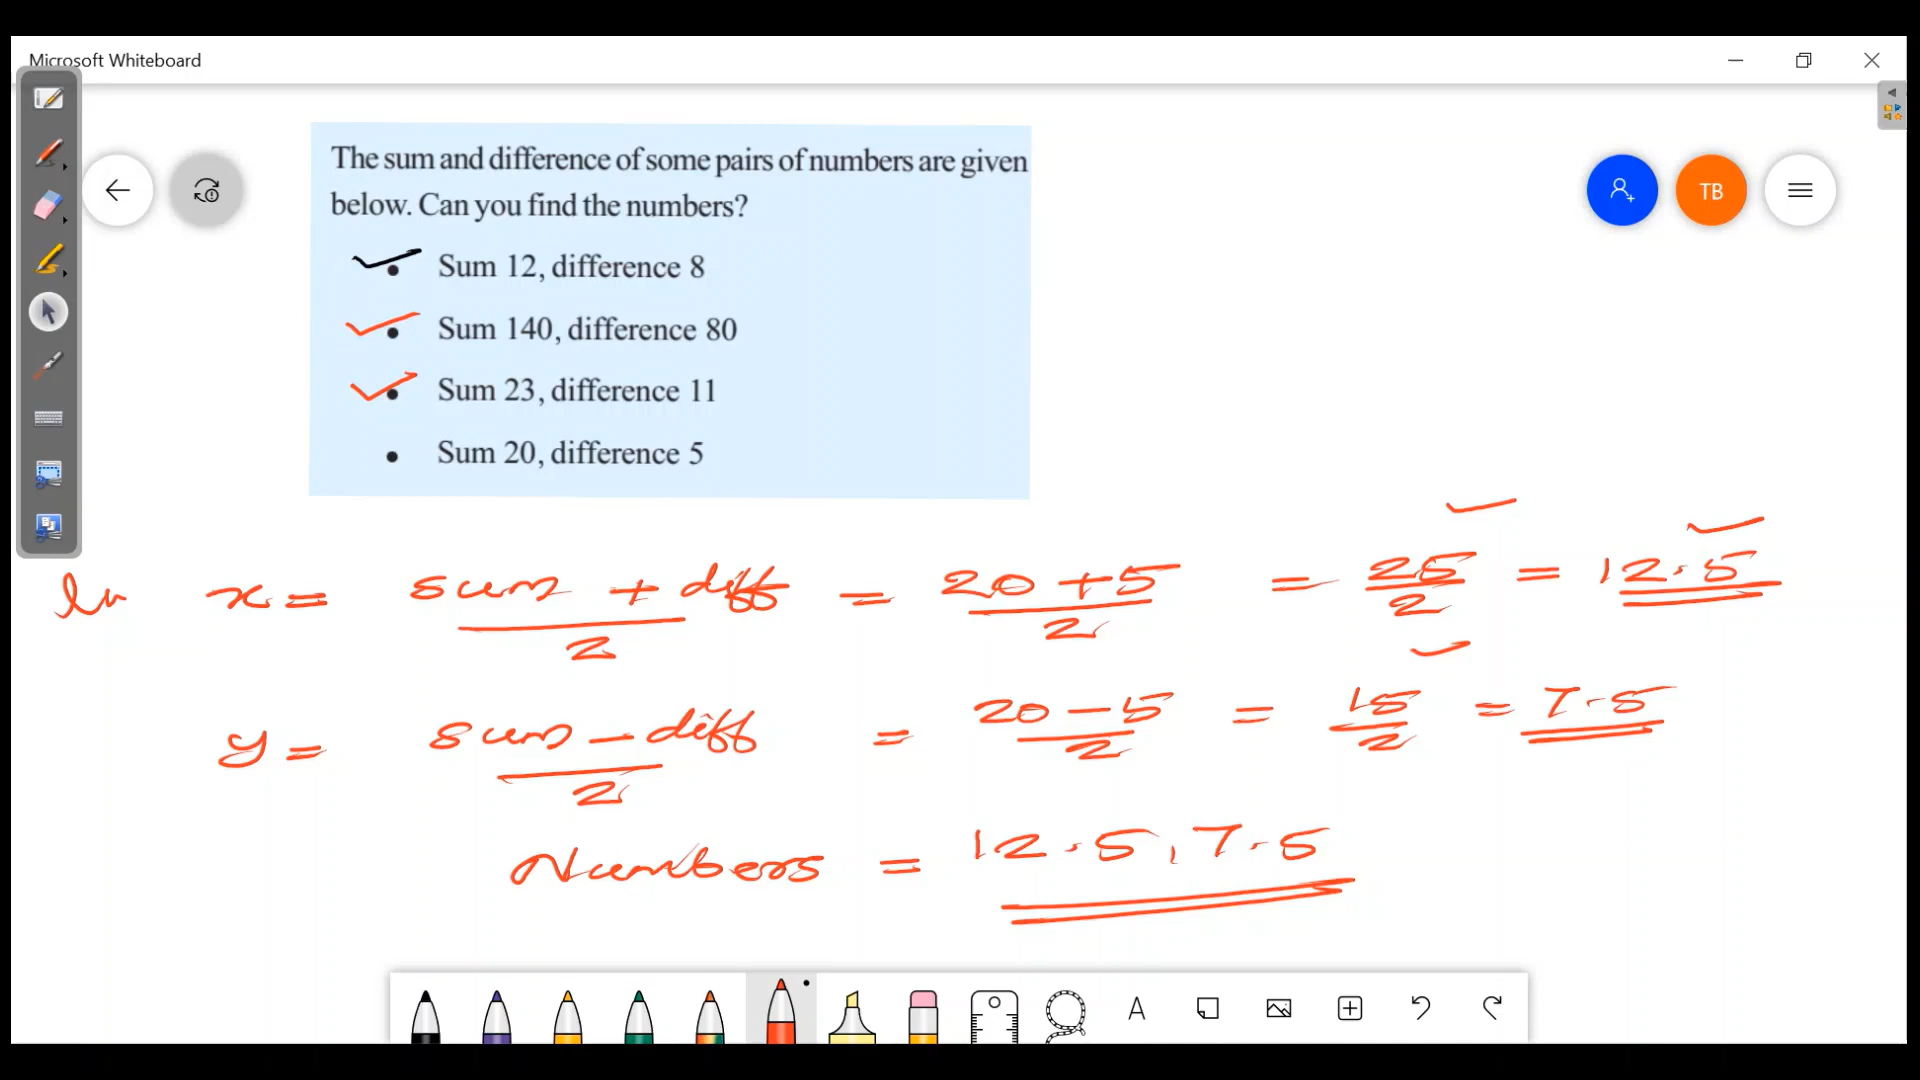 Microsoft Whiteboard
TB
The sum and difference of some pairs of numbers are given
below. Can you find the numbers?
• Sum 12, difference 8
• Sum 140, difference 80
• Sum 23, difference 11
• Sum 20, difference 5
x = sum + diff / 2 = 20 + 5 / 2 = 25 / 2 = 12.5
y = sum - diff / 2 = 20 - 5 / 2 = 15 / 2 = 7.5
Numbers = 12.5, 7.5
A